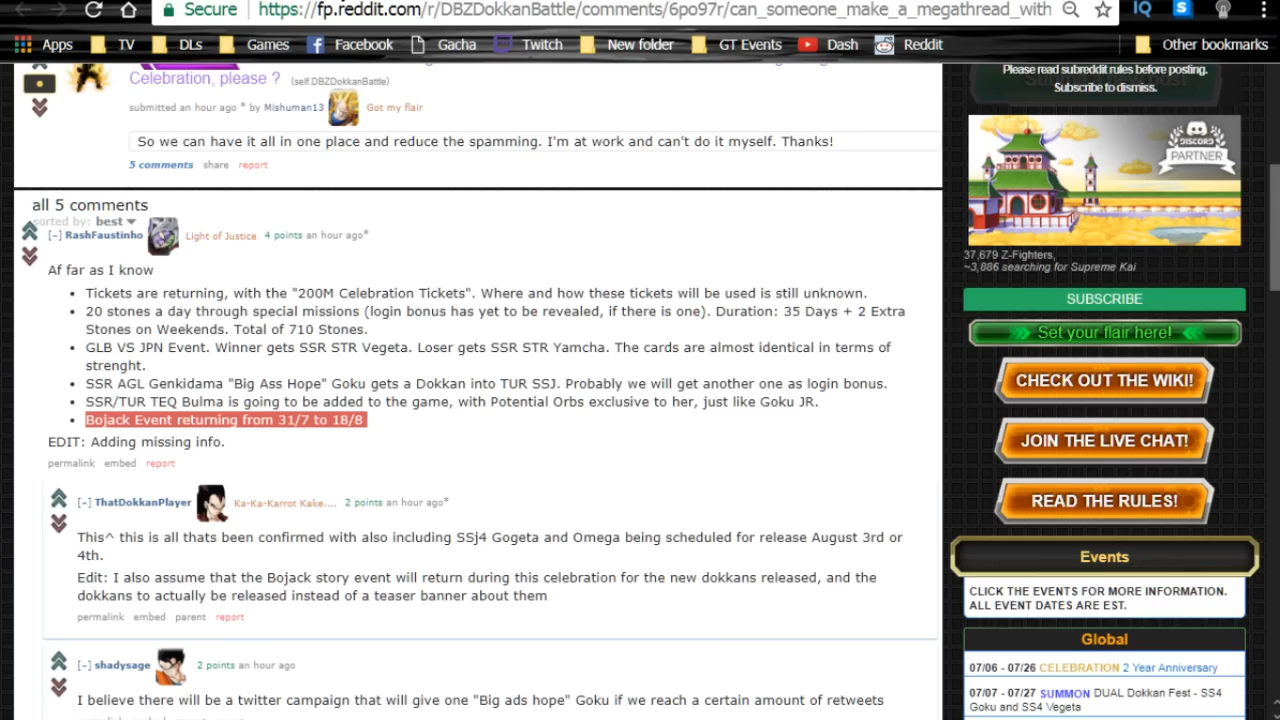 Secure
https://fp.reddit.com/r/DBZDokkanBattle/comments/6po97r/can_someone_make_a_megathread_with
Apps TV DLs Games Facebook Gacha Twitch New folder GT Events Dash Reddit Other bookmarks
Celebration, please ? (self.DBZDokkanBattle)
submitted an hour ago * by Mishuman13 Got my flair
So we can have it all in one place and reduce the spamming. I'm at work and can't do it myself. Thanks!
5 comments share report
all 5 comments
sorted by: best
[-] RashFaustinho Light of Justice 4 points an hour ago*
Af far as I know
• Tickets are returning, with the "200M Celebration Tickets". Where and how these tickets will be used is still unknown.
• 20 stones a day through special missions (login bonus has yet to be revealed, if there is one). Duration: 35 Days + 2 Extra
Stones on Weekends. Total of 710 Stones.
• GLB VS JPN Event. Winner gets SSR STR Vegeta. Loser gets SSR STR Yamcha. The cards are almost identical in terms of
strenght.
• SSR AGL Genkidama "Big Ass Hope" Goku gets a Dokkan into TUR SSJ. Probably we will get another one as login bonus.
• SSR/TUR TEQ Bulma is going to be added to the game, with Potential Orbs exclusive to her, just like Goku JR.
• Bojack Event returning from 31/7 to 18/8
EDIT: Adding missing info.
permalink embed report
[-] ThatDokkanPlayer Ka-Ka-Karrot Kake.... 2 points an hour ago*
This^ this is all thats been confirmed with also including SSj4 Gogeta and Omega being scheduled for release August 3rd or
4th.
Edit: I also assume that the Bojack story event will return during this celebration for the new dokkans released, and the
dokkans to actually be released instead of a teaser banner about them
permalink embed parent report
[-] shadysage 2 points an hour ago
I believe there will be a twitter campaign that will give one "Big ads hope" Goku if we reach a certain amount of retweets
Please read subreddit rules before posting.
Subscribe to dismiss.
DISCORD
PARTNER
37,679 Z-Fighters,
~3,886 searching for Supreme Kai
SUBSCRIBE
Set your flair here!
CHECK OUT THE WIKI!
JOIN THE LIVE CHAT!
READ THE RULES!
Events
CLICK THE EVENTS FOR MORE INFORMATION.
ALL EVENT DATES ARE EST.
Global
07/06 - 07/26 CELEBRATION 2 Year Anniversary
07/07 - 07/27 SUMMON DUAL Dokkan Fest - SS4
Goku and SS4 Vegeta